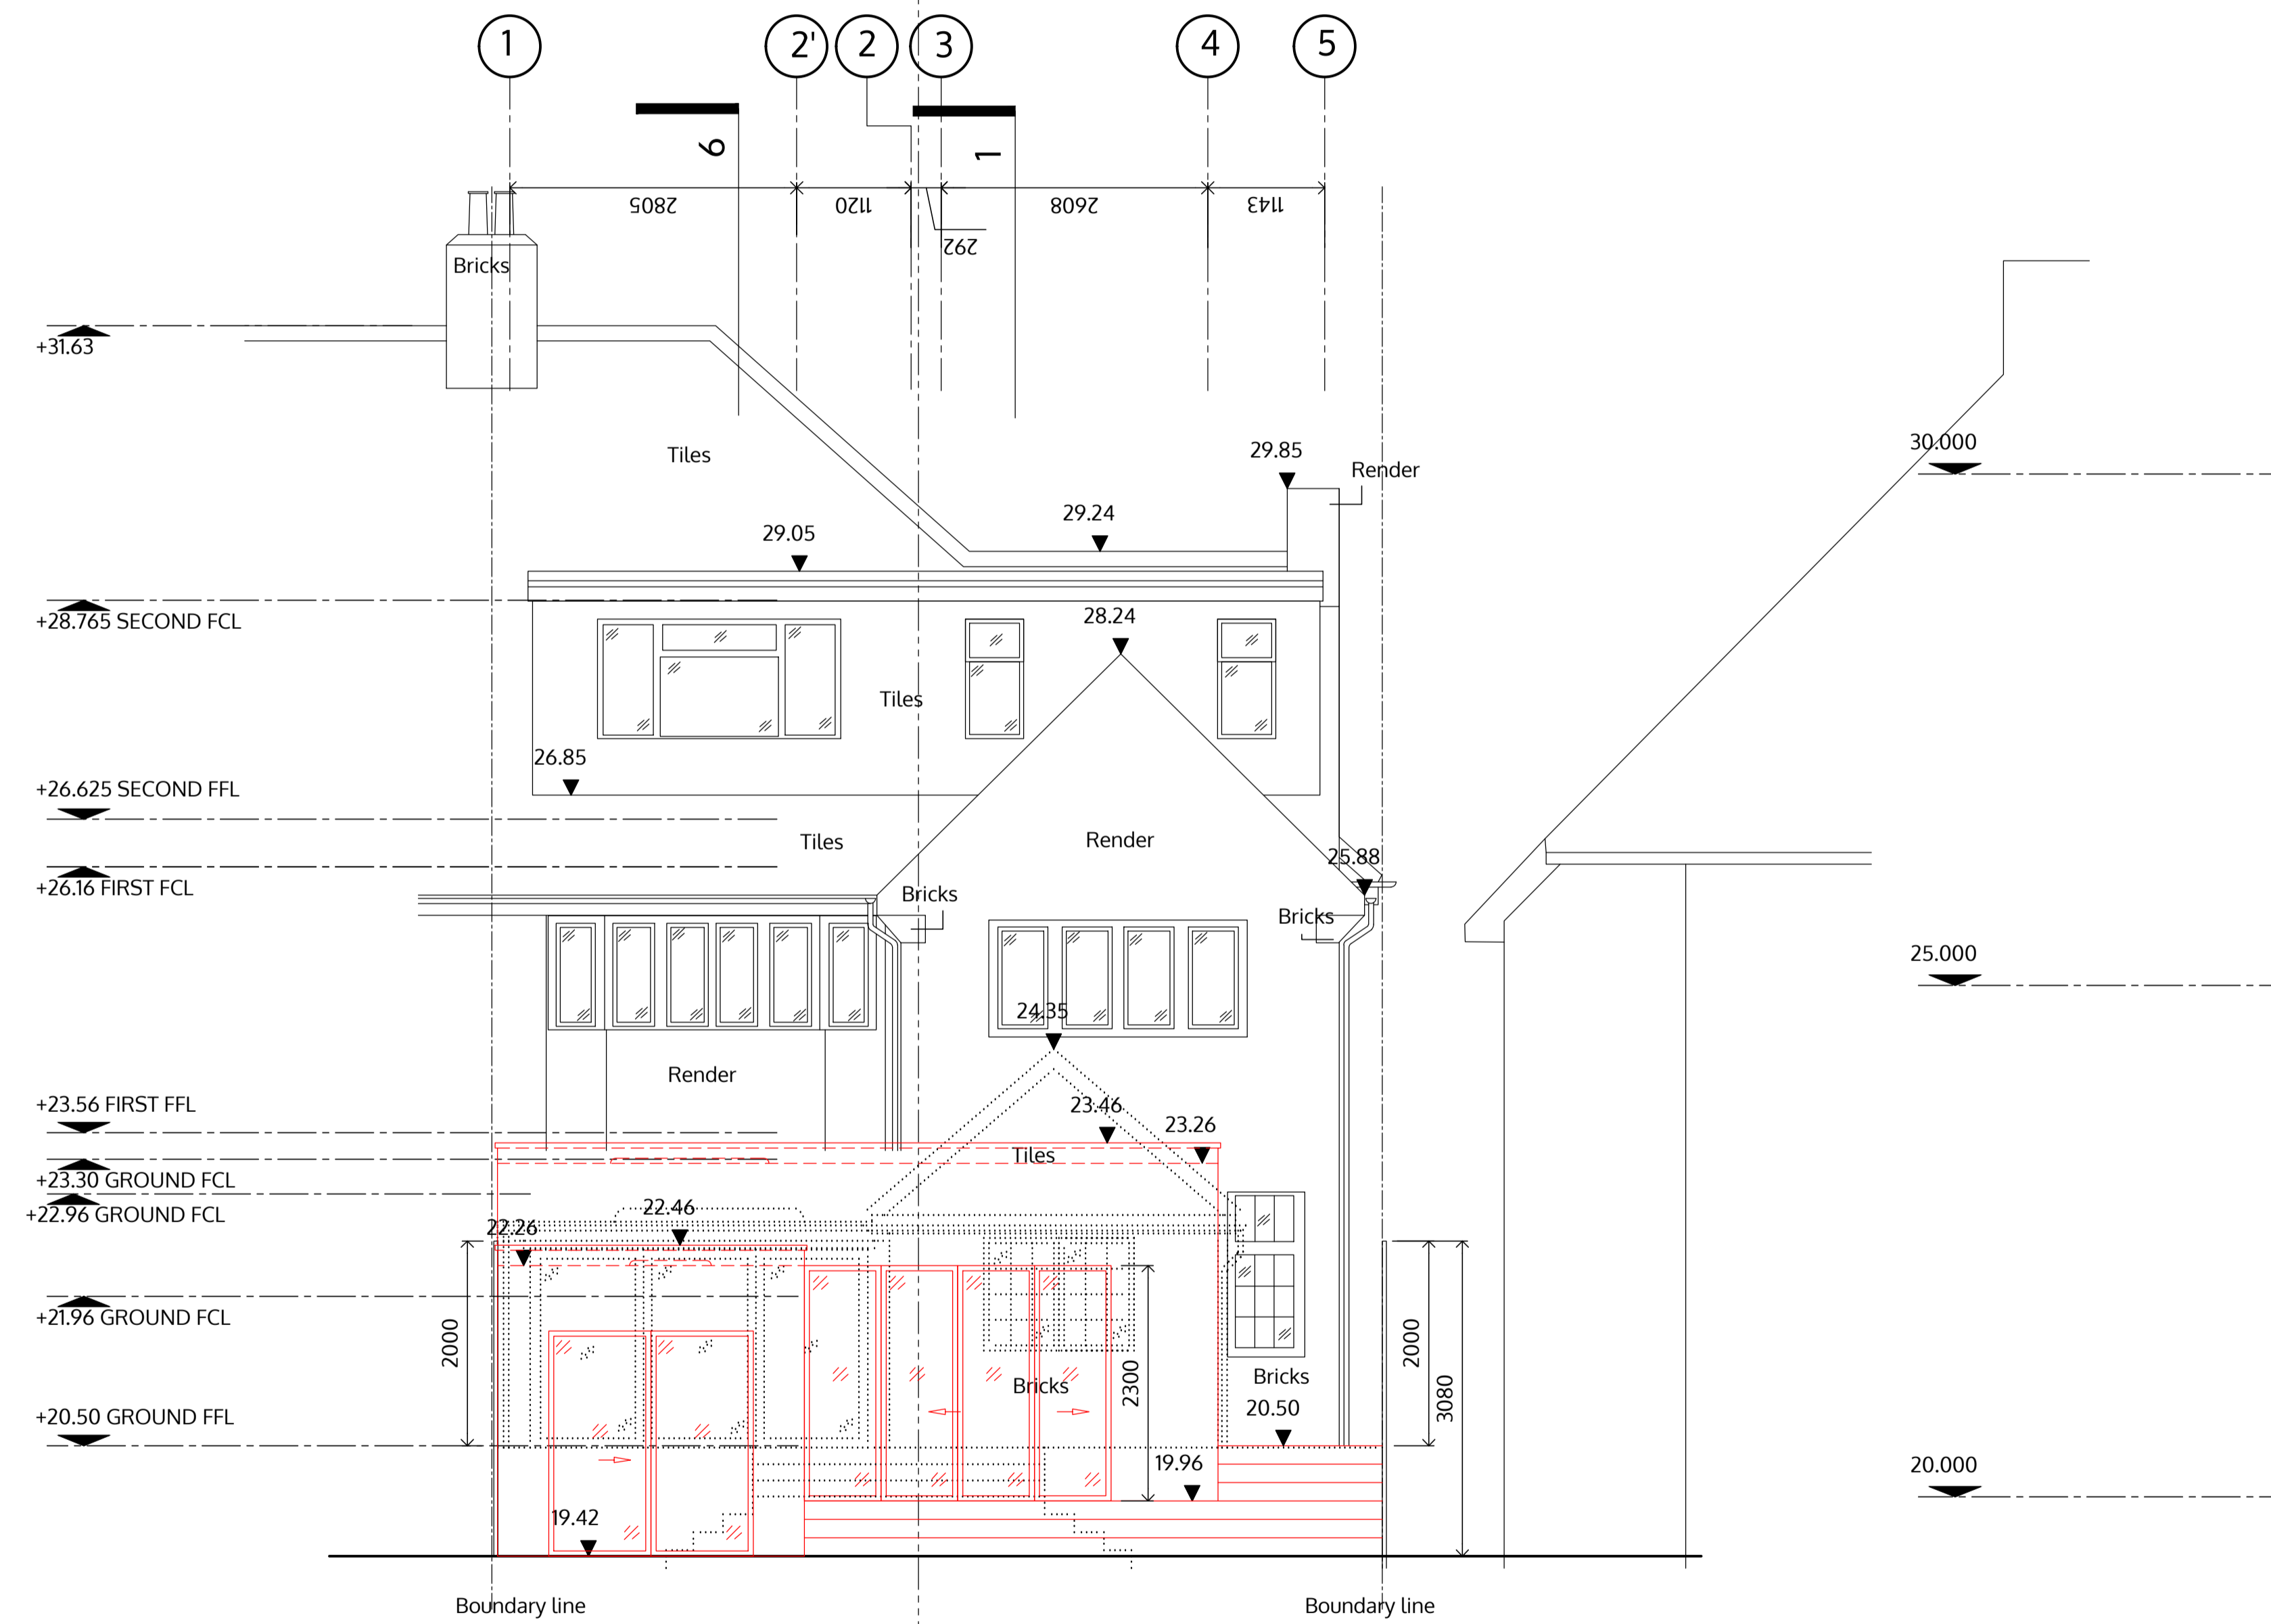 1
2'
2
3
4
5
6
1
2805
1120
292
2608
1143
Bricks
+31.63
Tiles
29.85
Render
30.000
29.24
29.05
+28.765 SECOND FCL
28.24
Tiles
26.85
+26.625 SECOND FFL
Tiles
Render
25.88
+26.16 FIRST FCL
Bricks
Bricks
25.000
24.35
Render
+23.56 FIRST FFL
23.46
23.26
Tiles
+23.30 GROUND FCL
+22.96 GROUND FCL
22.46
22.26
+21.96 GROUND FCL
2000
2300
2000
3080
Bricks
Bricks
20.50
+20.50 GROUND FFL
19.96
20.000
19.42
Boundary line
Boundary line